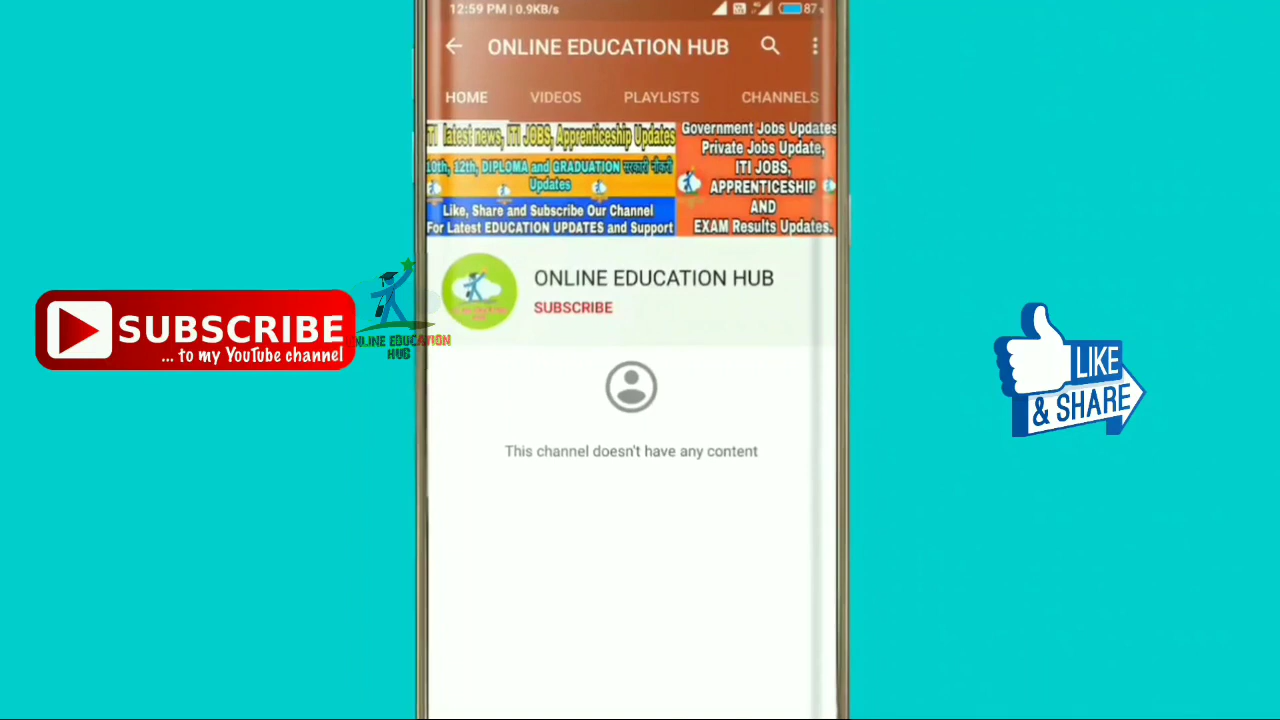 12:59 PM | 0.9KB/s
87
ONLINE EDUCATION HUB
HOME
VIDEOS
PLAYLISTS
CHANNELS
ITI latest news, ITI JOBS, Apprenticeship Updates
10th, 12th, DIPLOMA and GRADUATION सरकारी नौकरी
Updates
Like, Share and Subscribe Our Channel
For Latest EDUCATION UPDATES and Support
Government Jobs Updates
Private Jobs Update,
ITI JOBS,
APPRENTICESHIP
AND
EXAM Results Updates.
ONLINE EDUCATION HUB
SUBSCRIBE
This channel doesn't have any content
SUBSCRIBE
... to my YouTube channel
ONLINE EDUCATION
HUB
LIKE
& SHARE